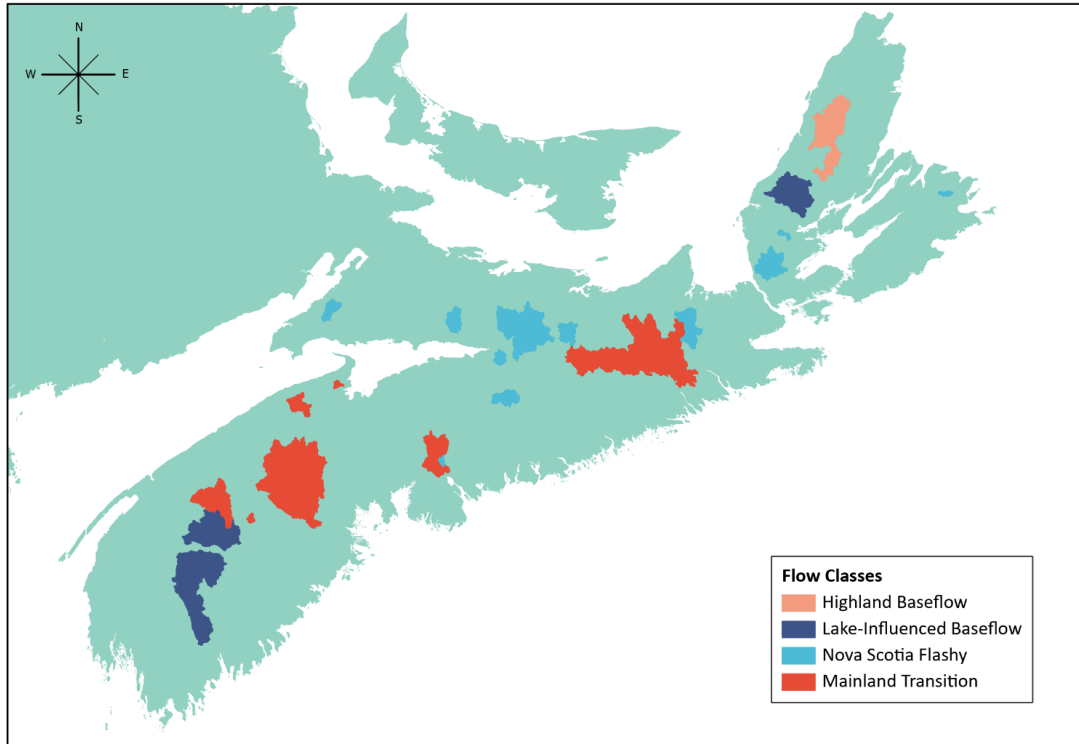 N
W E
S
Flow Classes
Highland Baseflow
Lake-Influenced Baseflow
Nova Scotia Flashy
Mainland Transition